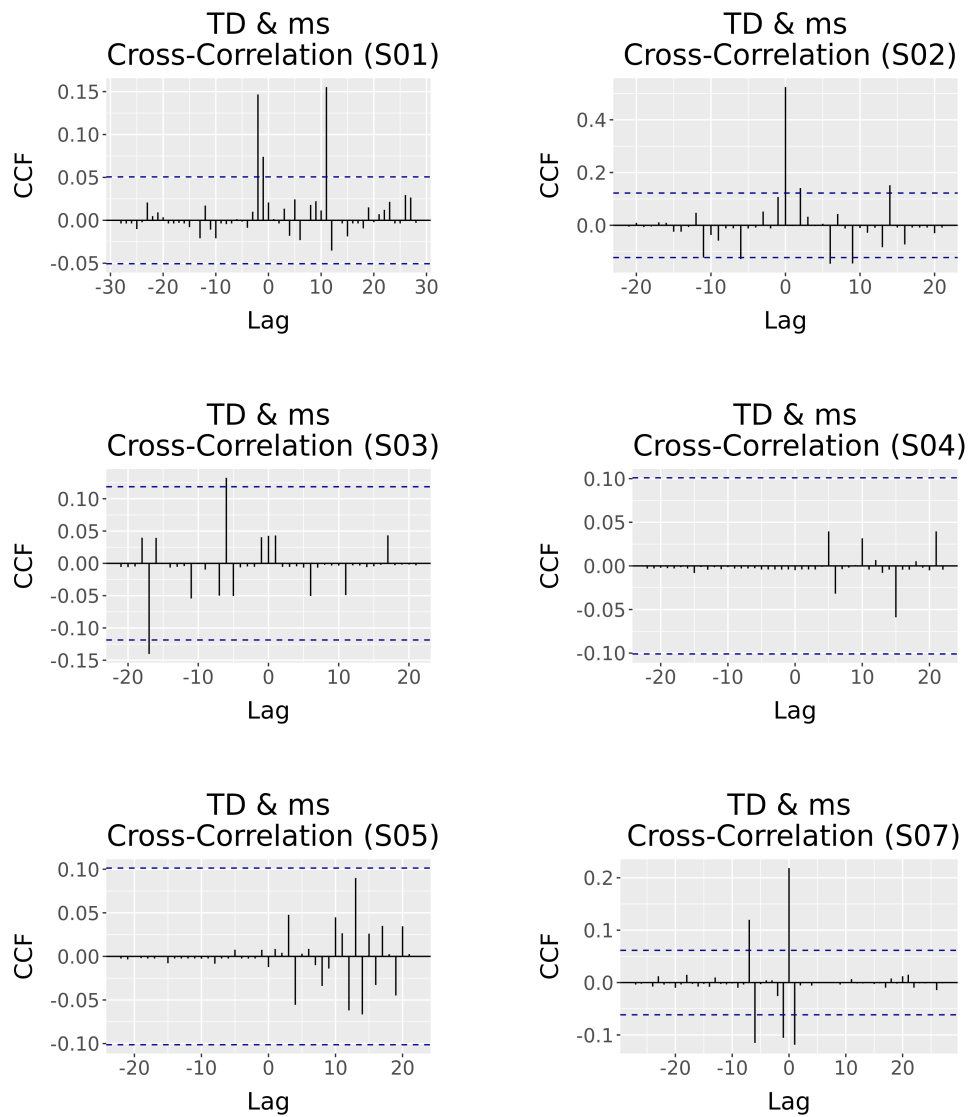 TD & ms
Cross-Correlation (S01)
0.15
0.10
0.05
0.00
-0.05
CCF
-30 -20 -10 0 10 20 30
Lag
TD & ms
Cross-Correlation (S02)
0.4
0.2
0.0
CCF
-20 -10 0 10 20
Lag
TD & ms
Cross-Correlation (S03)
0.10
0.05
0.00
-0.05
-0.10
-0.15
CCF
-20 -10 0 10 20
Lag
TD & ms
Cross-Correlation (S04)
0.10
0.05
0.00
-0.05
-0.10
CCF
-20 -10 0 10 20
Lag
TD & ms
Cross-Correlation (S05)
0.10
0.05
0.00
-0.05
-0.10
CCF
-20 -10 0 10 20
Lag
TD & ms
Cross-Correlation (S07)
0.2
0.1
0.0
-0.1
CCF
-20 0 20
Lag